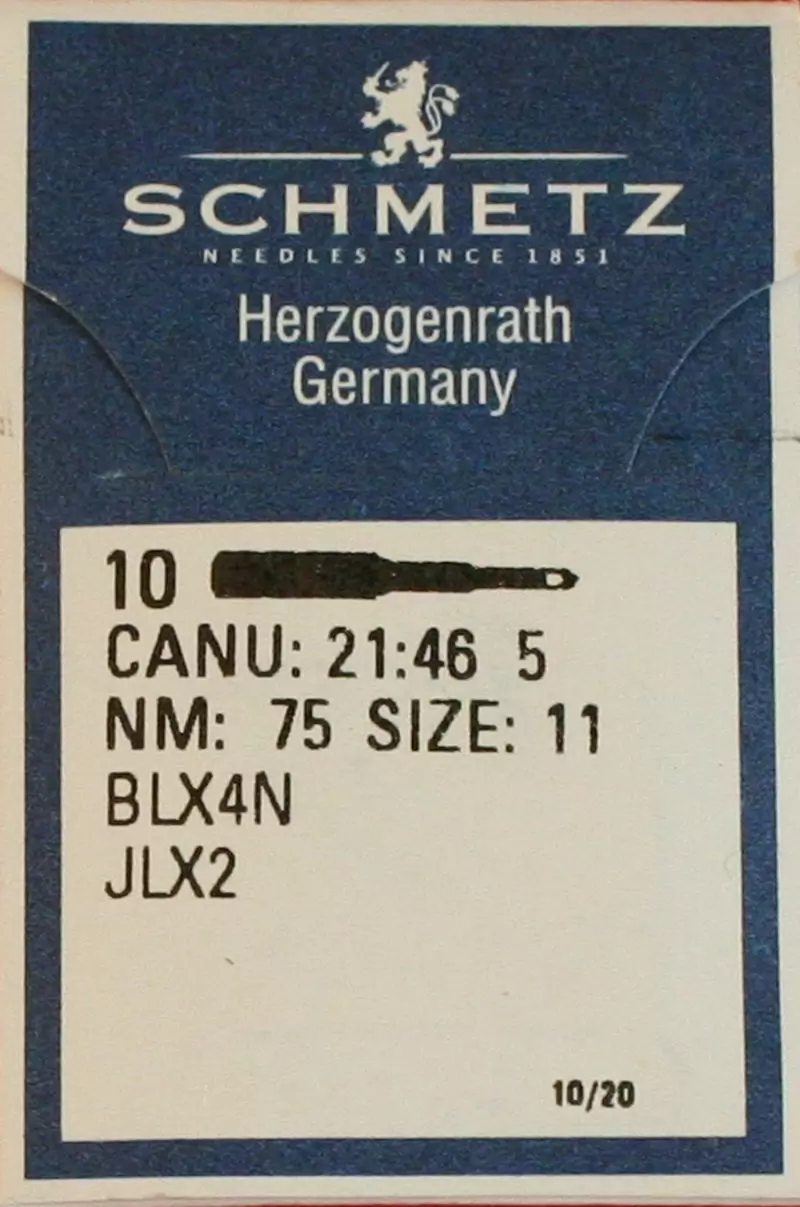 SCHMETZ
NEEDLES SINCE 1851
Herzogenrath
Germany
10
CANU: 21:46 5
NM: 75 SIZE: 11
BLX4N
JLX2
10/20